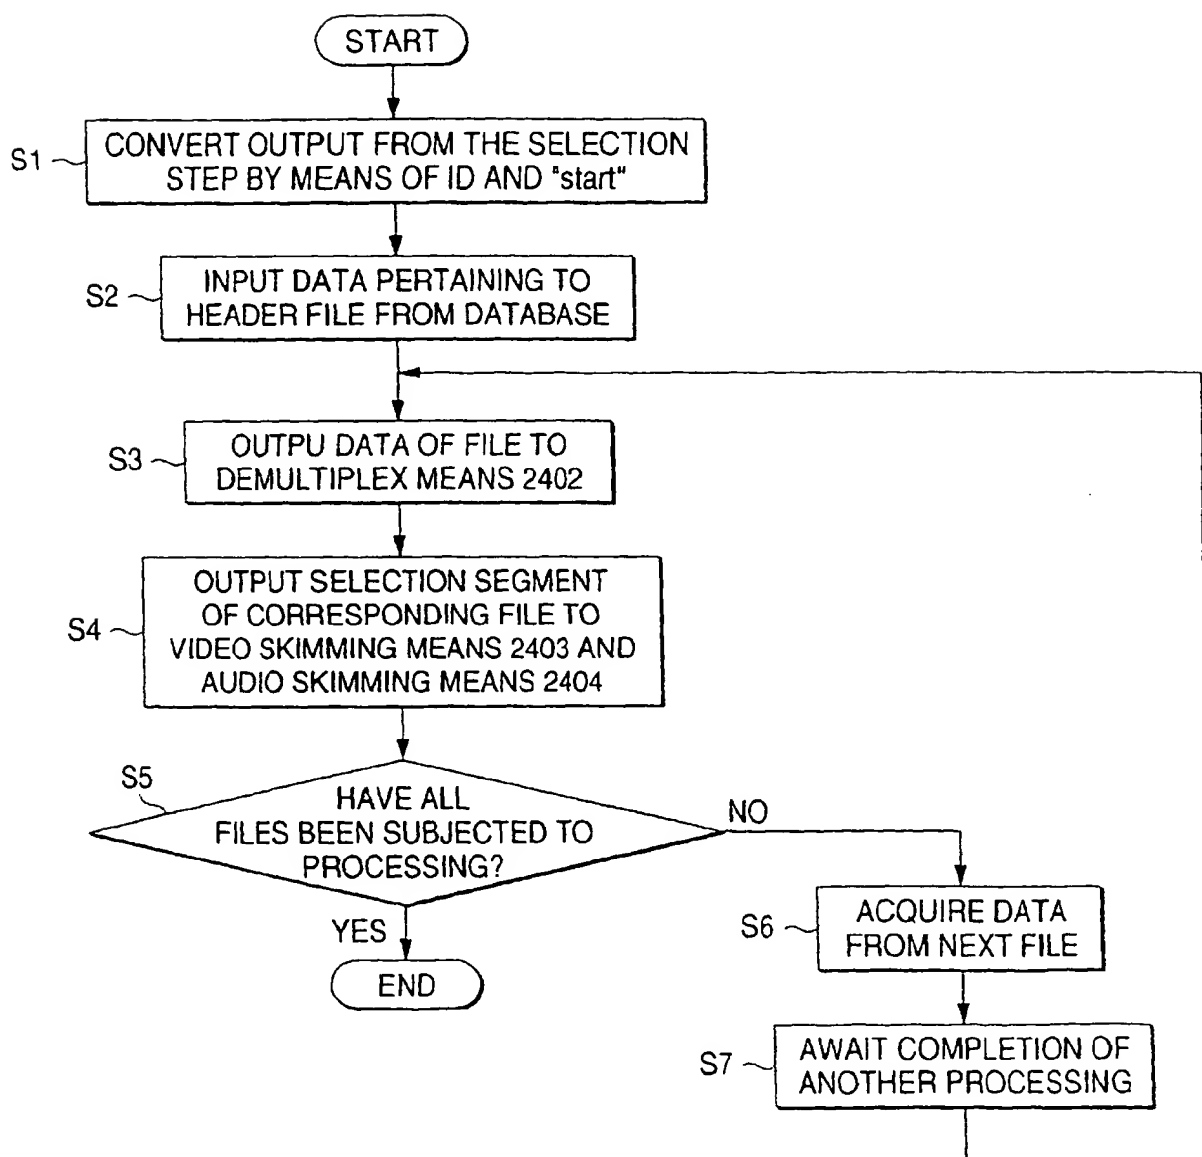 START
S1
CONVERT OUTPUT FROM THE SELECTION
STEP BY MEANS OF ID AND "start"
S2
INPUT DATA PERTAINING TO
HEADER FILE FROM DATABASE
S3
OUTPU DATA OF FILE TO
DEMULTIPLEX MEANS 2402
S4
OUTPUT SELECTION SEGMENT
OF CORRESPONDING FILE TO
VIDEO SKIMMING MEANS 2403 AND
AUDIO SKIMMING MEANS 2404
S5
HAVE ALL
FILES BEEN SUBJECTED TO
PROCESSING?
NO
YES
END
S6
ACQUIRE DATA
FROM NEXT FILE
S7
AWAIT COMPLETION OF
ANOTHER PROCESSING